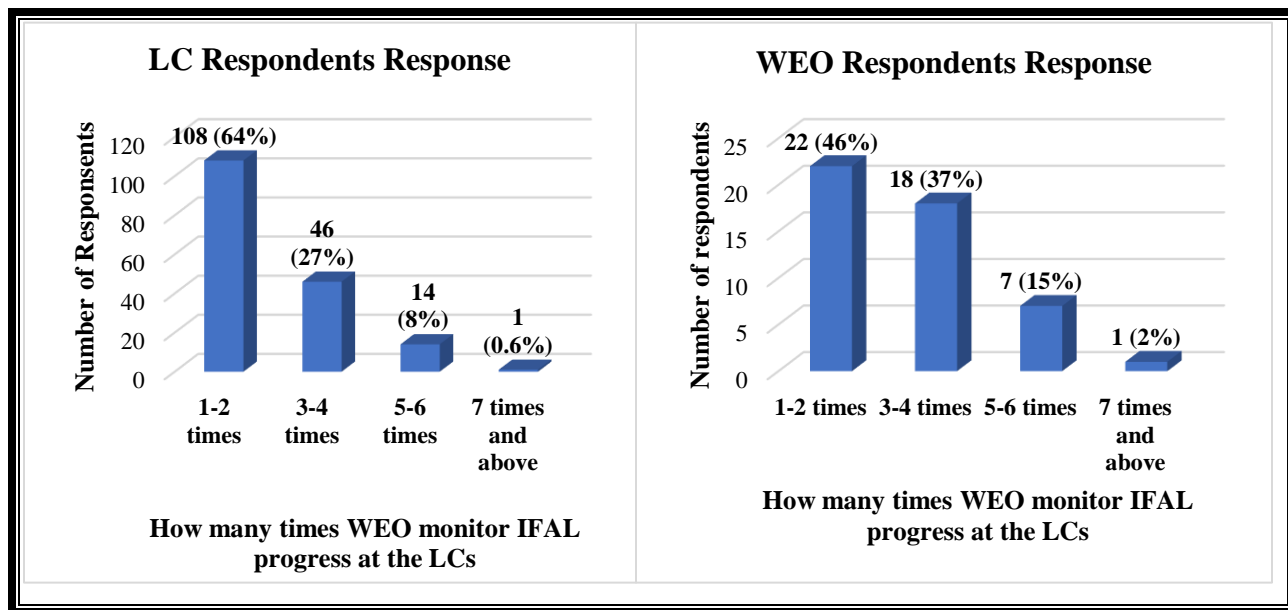 LC Respondents Response
Number of Responsents
120
100
80
60
40
20
0
108 (64%)
46
(27%)
14
(8%)
1
(0.6%)
1-2
times
3-4
times
5-6
times
7 times
and
above
How many times WEO monitor IFAL
progress at the LCs
WEO Respondents Response
Number of respondents
25
20
15
10
5
0
22 (46%)
18 (37%)
7 (15%)
1 (2%)
1-2 times
3-4 times
5-6 times
7 times
and
above
How many times WEO monitor IFAL
progress at the LCs